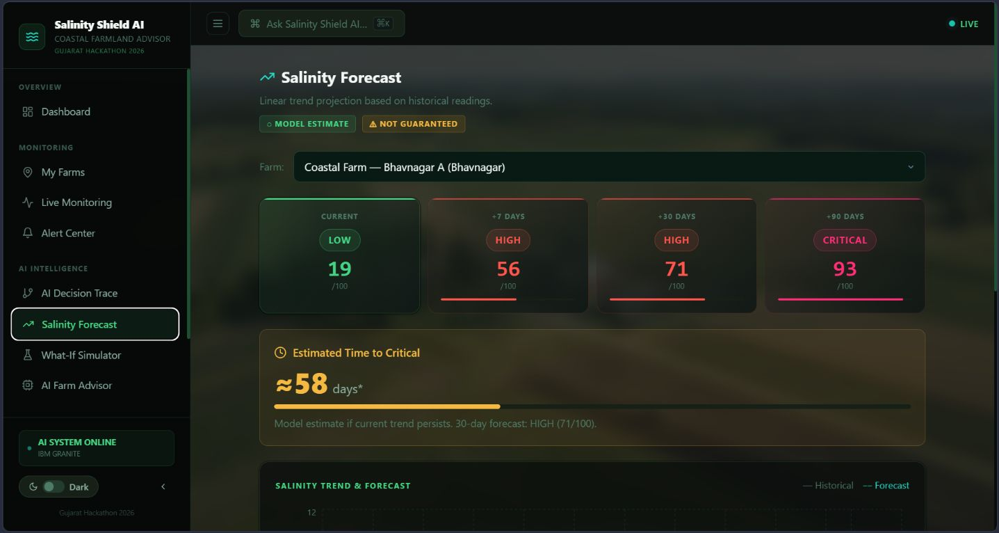 Salinity Shield AI
COASTAL FARMLAND ADVISOR
GUJARAT HACKATHON 2026
OVERVIEW
Dashboard
MONITORING
My Farms
Live Monitoring
Alert Center
AI INTELLIGENCE
AI Decision Trace
Salinity Forecast
What-If Simulator
AI Farm Advisor
AI SYSTEM ONLINE
IBM GRANITE
Dark
Gujarat Hackathon 2026
⌘ Ask Salinity Shield AI... ⌘K
LIVE
Salinity Forecast
Linear trend projection based on historical readings.
○ MODEL ESTIMATE ⚠ NOT GUARANTEED
Farm: Coastal Farm — Bhavnagar A (Bhavnagar)
CURRENT
LOW
19
/100
+7 DAYS
HIGH
56
/100
+30 DAYS
HIGH
71
/100
+90 DAYS
CRITICAL
93
/100
Estimated Time to Critical
≈58 days*
Model estimate if current trend persists. 30-day forecast: HIGH (71/100).
SALINITY TREND & FORECAST
— Historical -- Forecast
12